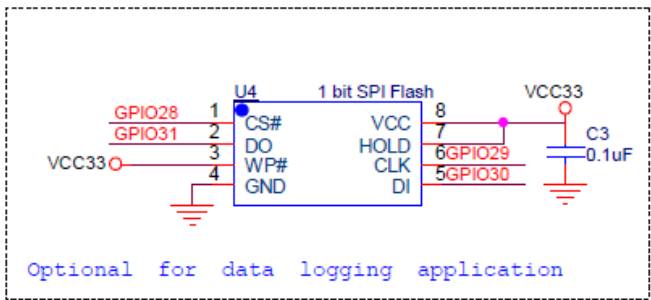 U4 1 bit SPI Flash VCC33
GPIO28 1 CS# VCC 8
GPIO31 2 DO HOLD 7 C3
VCC33 3 WP# CLK 6 GPIO29 0.1uF
4 GND DI 5 GPIO30
Optional for data logging application